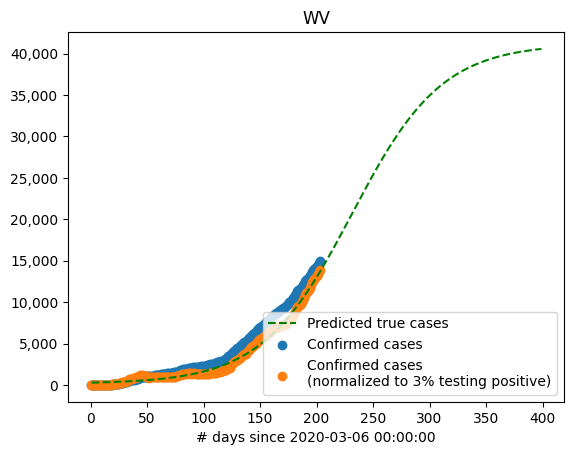 WV
40,000
35,000
30,000
25,000
20,000
15,000
10,000
5,000
0
Predicted true cases
Confirmed cases
Confirmed cases
(normalized to 3% testing positive)
0 50 100 150 200 250 300 350 400
# days since 2020-03-06 00:00:00